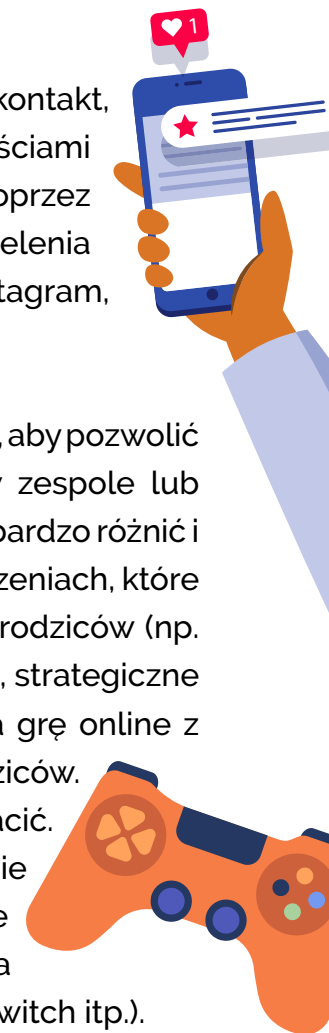 1
kontakt,
ściami
oprzez
elenia
tagram,
, aby pozwolić
zespole lub
bardzo różnić i
zeniach, które
rodziców (np.
, strategiczne
grę online z
ziców.
acić.
ie
e
a
witch itp.).